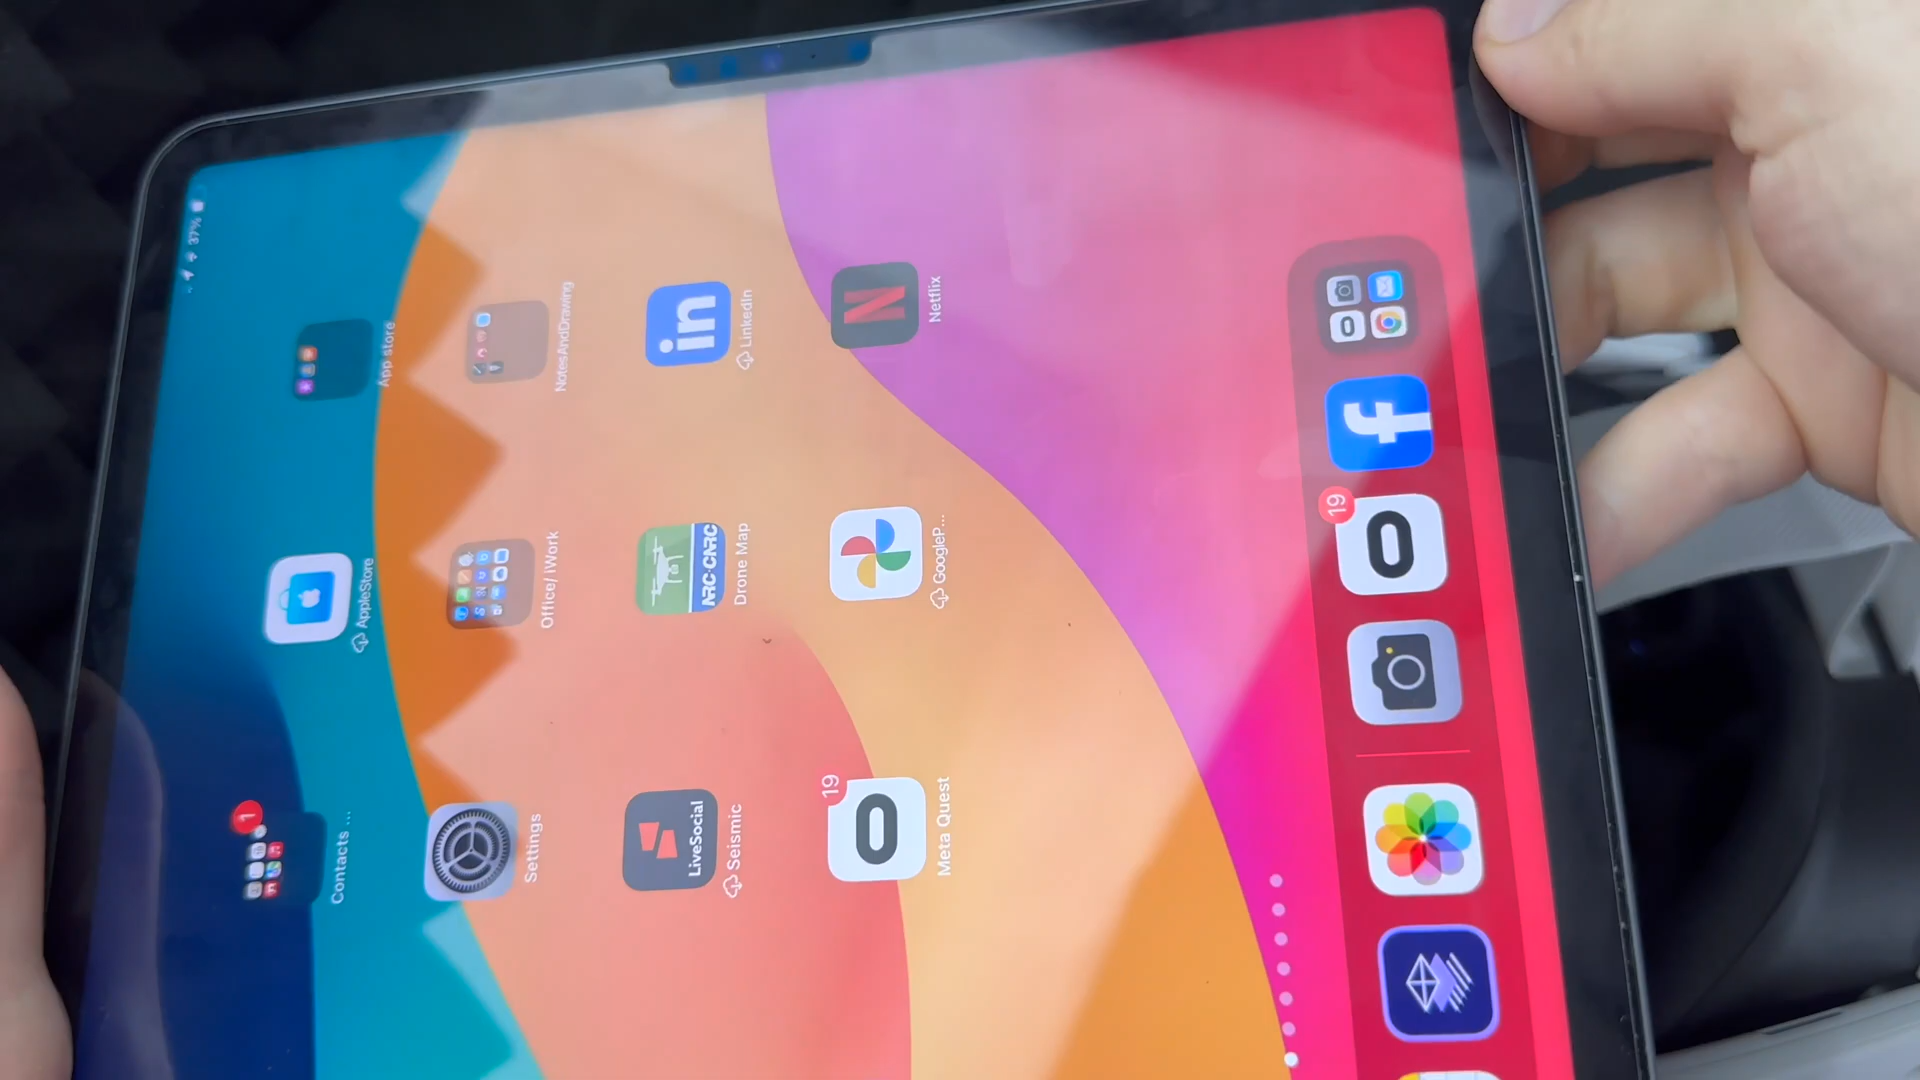 37%
1
Contacts ...
AppleStore
App store
Settings
Office/ iWork
NotesAndDrawing
LiveSocial
Seismic
NRC·CNRC
Drone Map
in
LinkedIn
19
Meta Quest
GoogleP...
N
Netflix
19
f